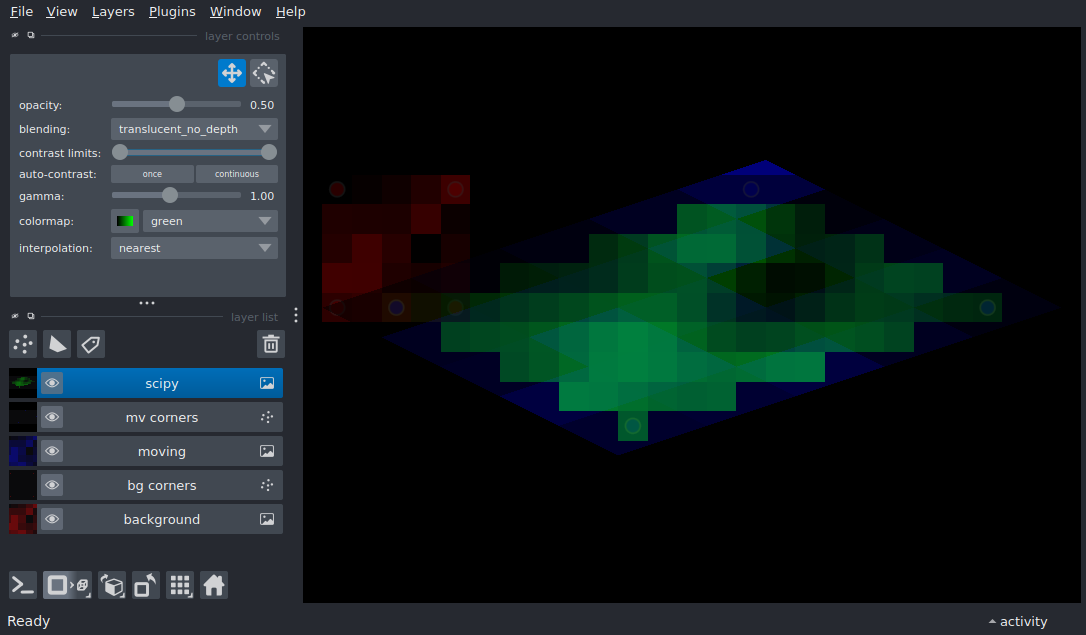 File View Layers Plugins Window Help
layer controls
opacity: 0.50
blending: translucent_no_depth
contrast limits:
auto-contrast: once continuous
gamma: 1.00
colormap: green
interpolation: nearest
layer list
scipy
mv corners
moving
bg corners
background
Ready activity